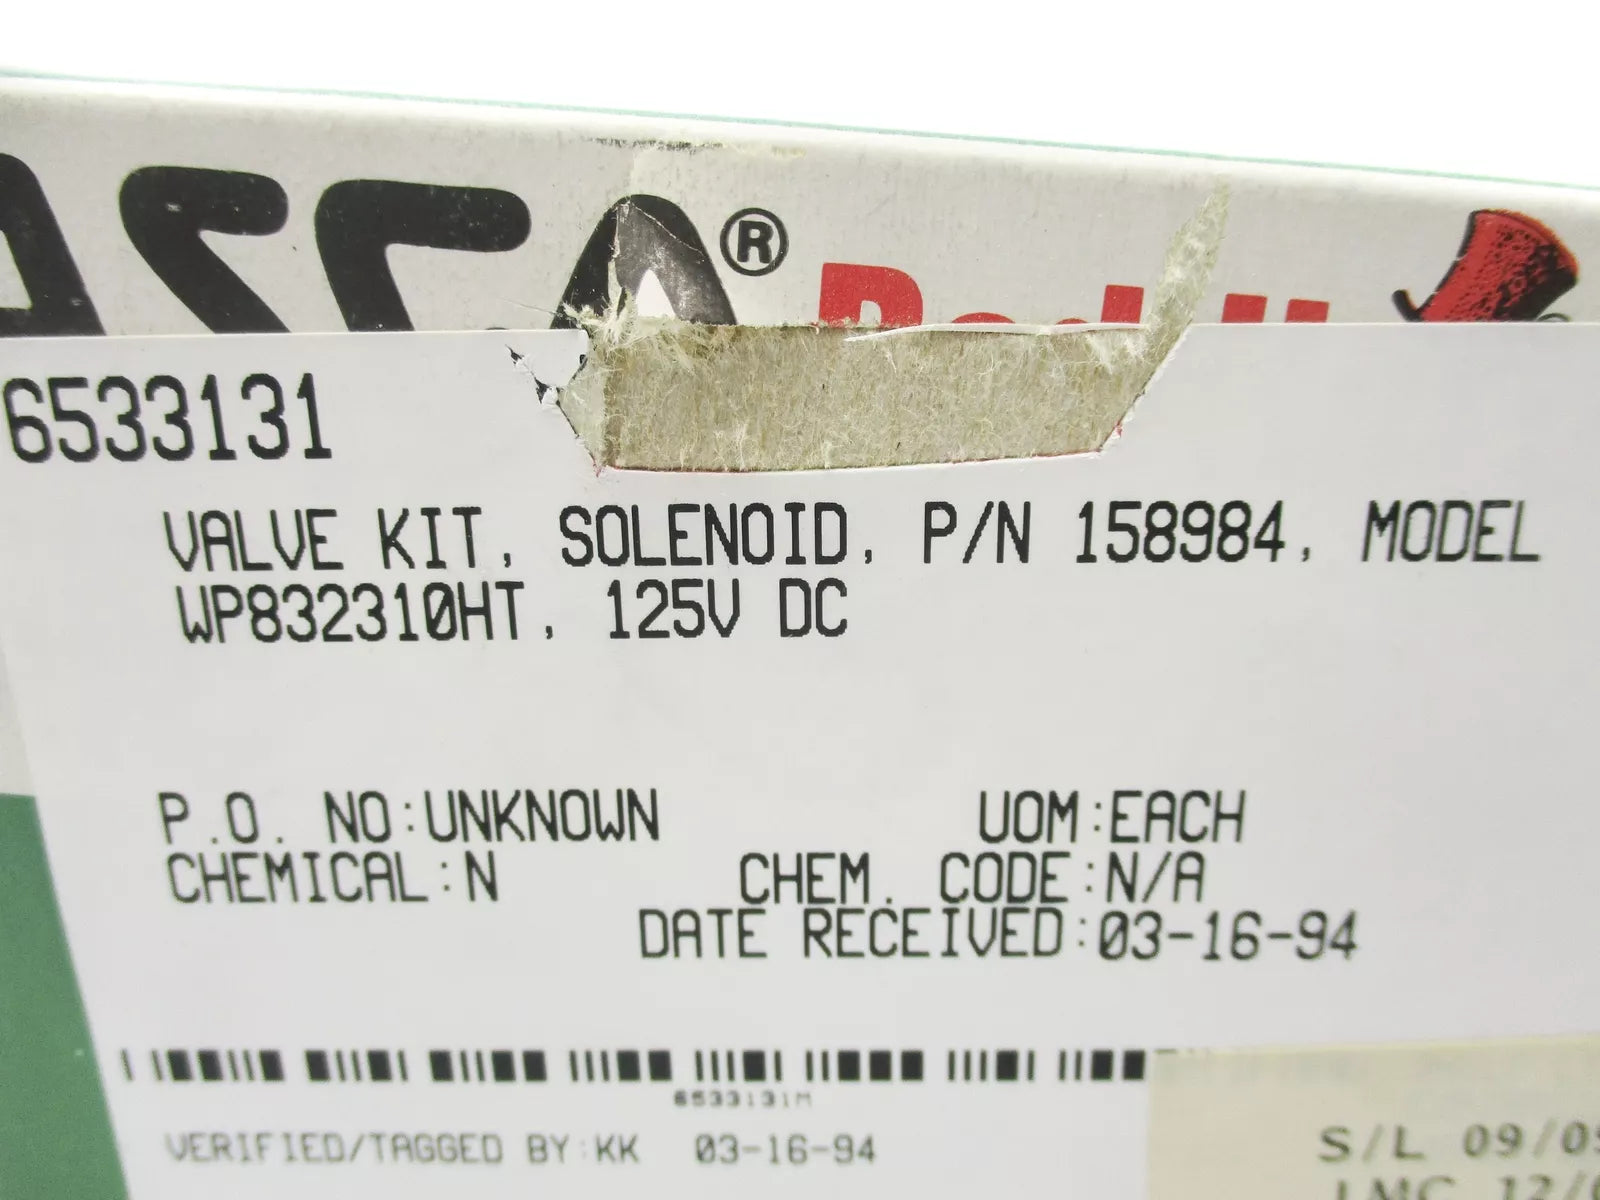 ASCA®
6533131
VALVE KIT, SOLENOID, P/N 158984, MODEL
WP832310HT, 125V DC
P.O. NO:UNKNOWN UOM:EACH
CHEMICAL:N CHEM. CODE:N/A
DATE RECEIVED:03-16-94
6533131M
VERIFIED/TAGGED BY:KK 03-16-94
S/L